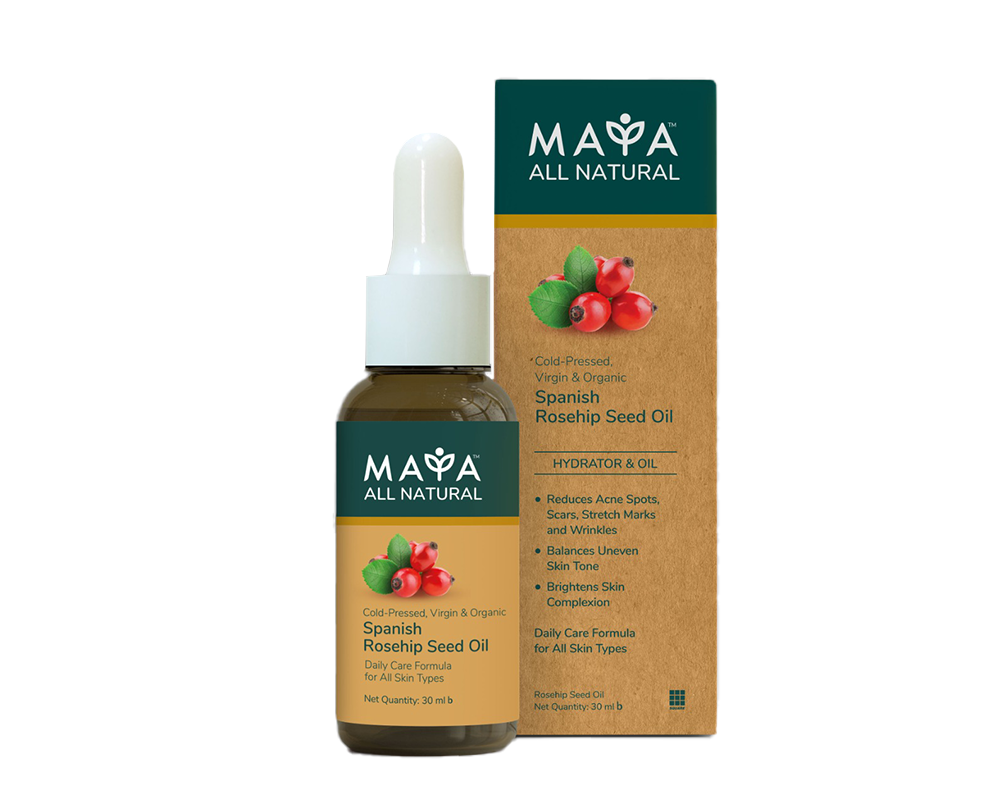 MAYA™
ALL NATURAL
Cold-Pressed, Virgin & Organic
Spanish
Rosehip Seed Oil
Daily Care Formula
for All Skin Types
Net Quantity: 30 ml b
MAYA™
ALL NATURAL
*Cold-Pressed,
Virgin & Organic
Spanish
Rosehip Seed Oil
HYDRATOR & OIL
• Reduces Acne Spots,
Scars, Stretch Marks
and Wrinkles
• Balances Uneven
Skin Tone
• Brightens Skin
Complexion
Daily Care Formula
for All Skin Types
Rosehip Seed Oil
Net Quantity: 30 ml b